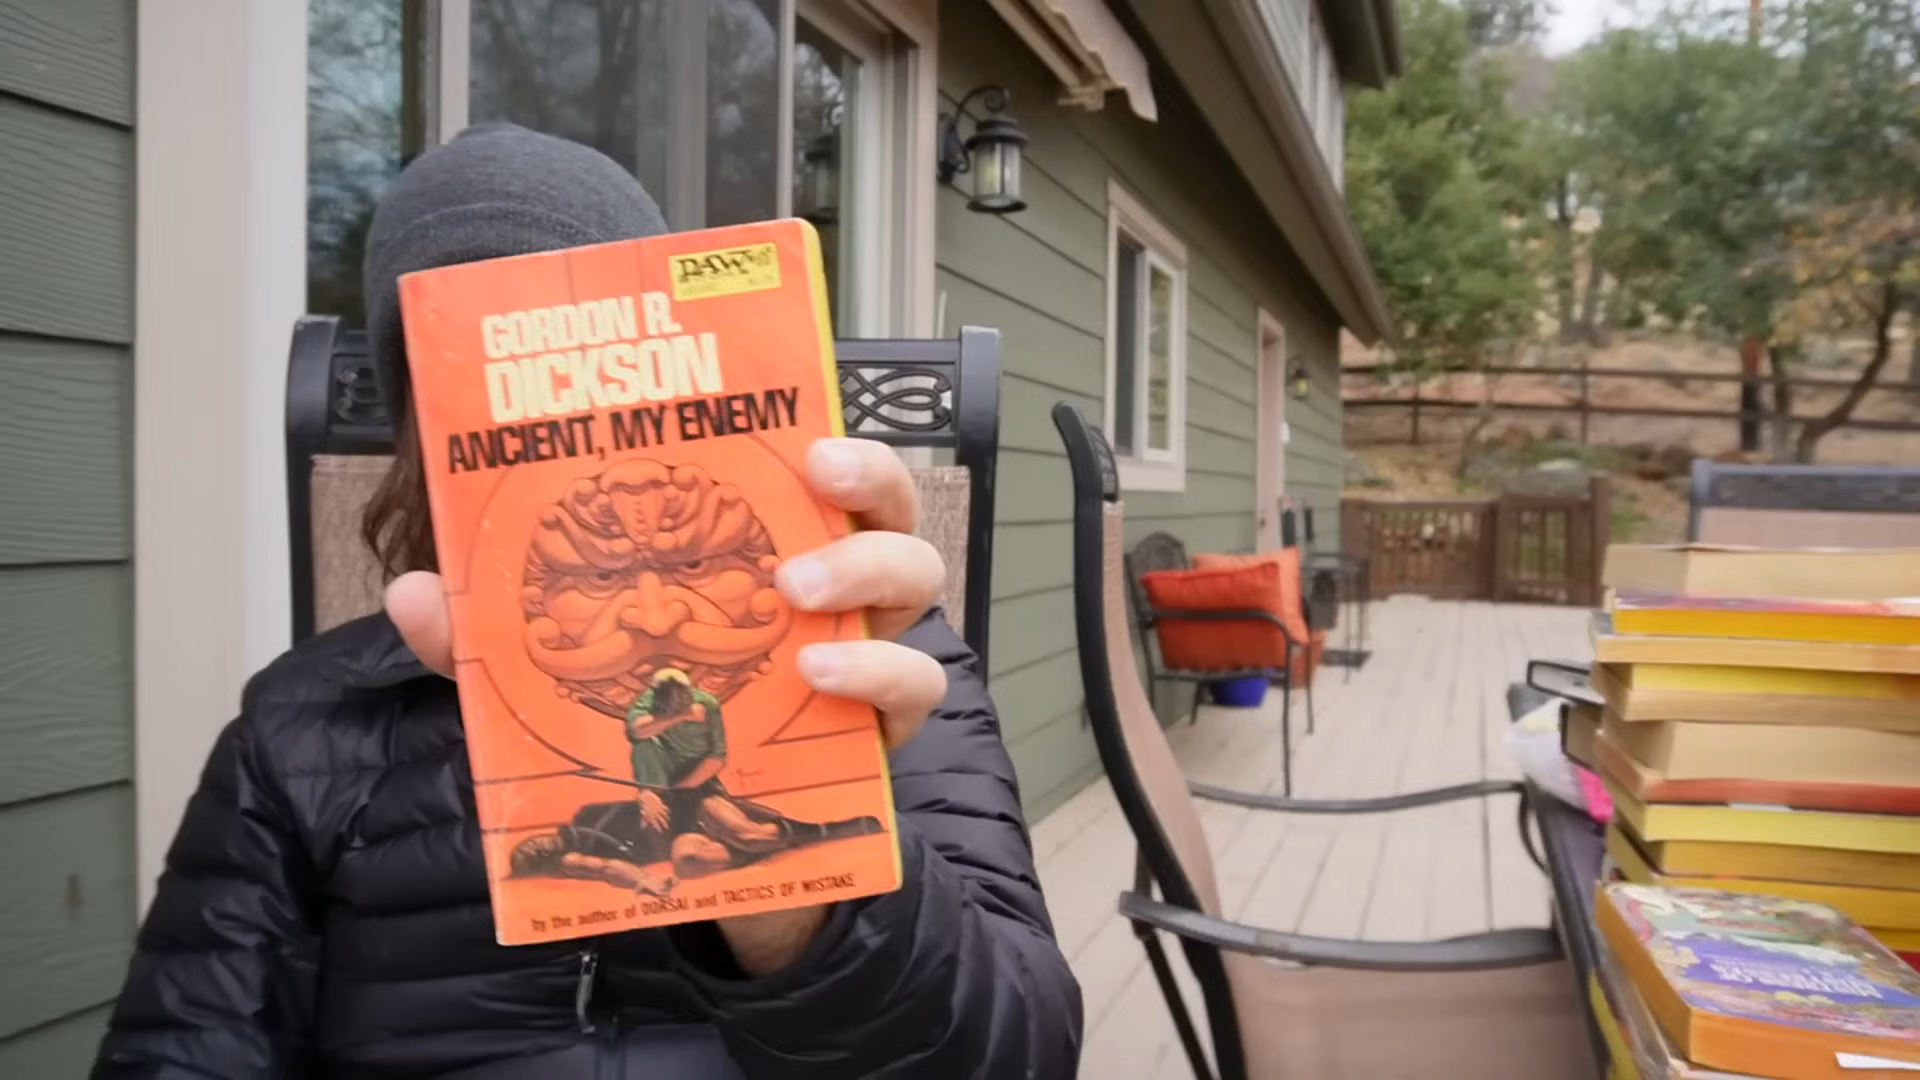 DAW
GORDON R.
DICKSON
ANCIENT, MY ENEMY
by the author of DORSAI and TACTICS OF MISTAKE